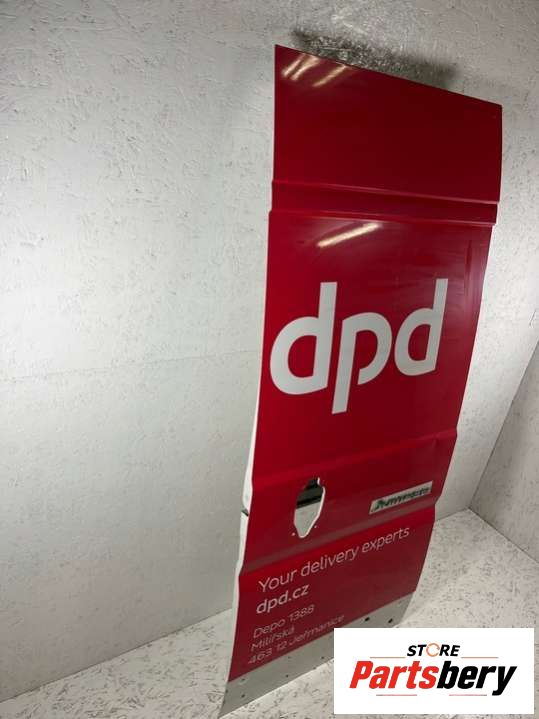 dpd
Your delivery experts
dpd.cz
Depo 1388
Milířská
463 12 Jeřmanice
STORE
Partsbery